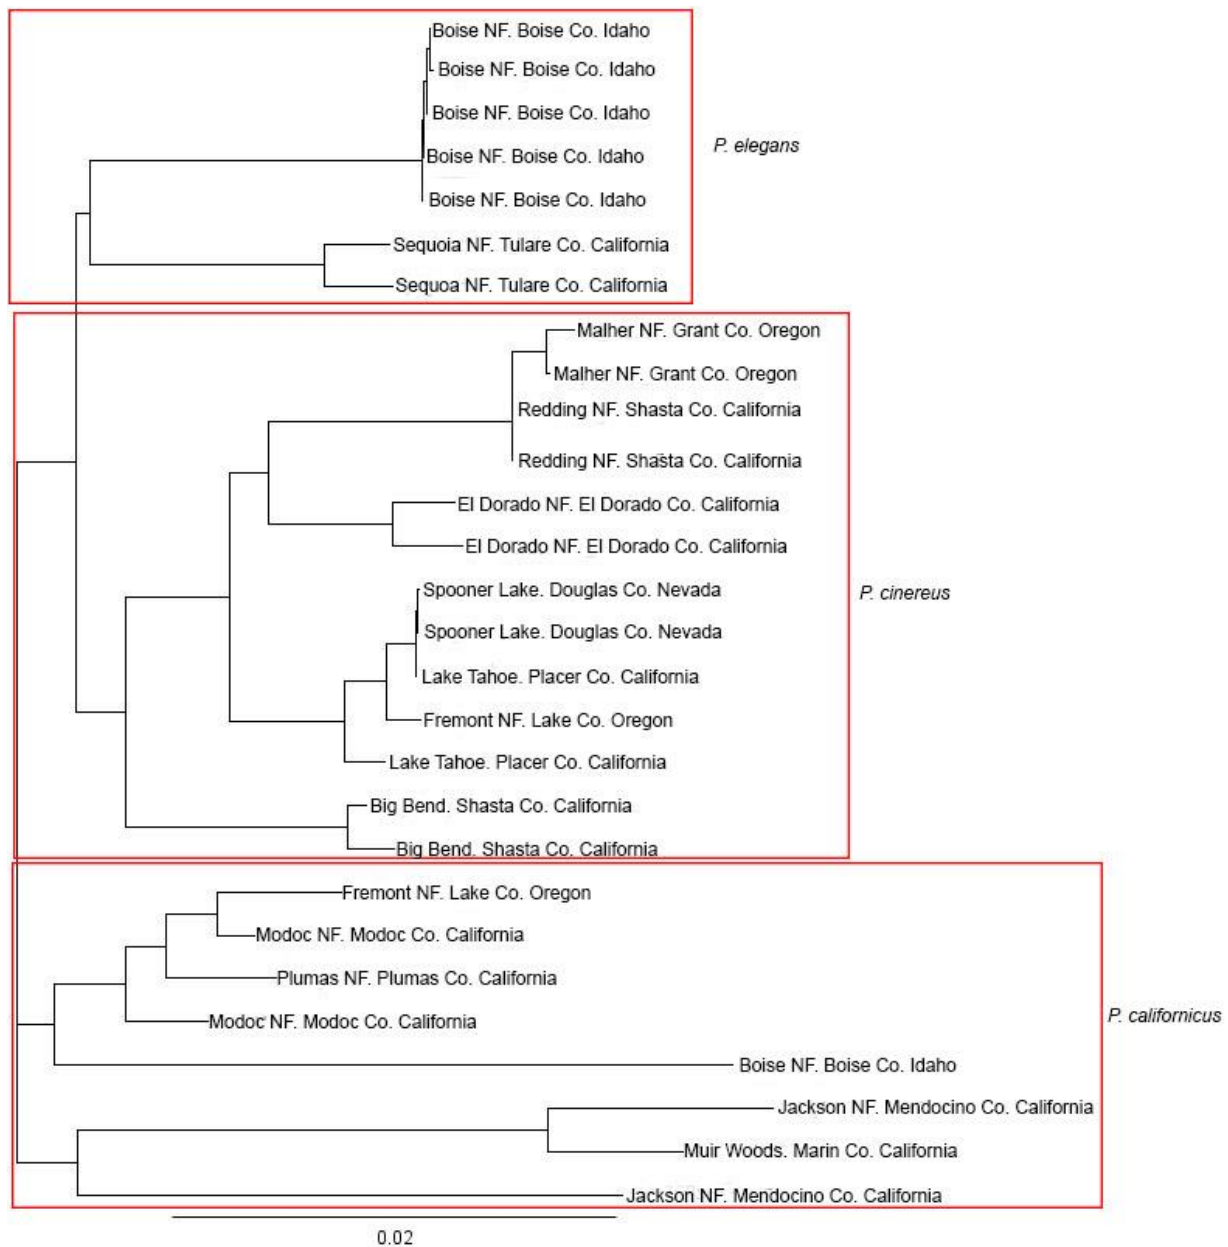 Boise NF. Boise Co. Idaho
Boise NF. Boise Co. Idaho
Boise NF. Boise Co. Idaho
P. elegans
Boise NF. Boise Co. Idaho
Boise NF. Boise Co. Idaho
Sequoia NF. Tulare Co. California
Sequoa NF. Tulare Co. California
Malher NF. Grant Co. Oregon
Malher NF. Grant Co. Oregon
Redding NF. Shasta Co. California
Redding NF. Shasta Co. California
El Dorado NF. El Dorado Co. California
El Dorado NF. El Dorado Co. California
Spooner Lake. Douglas Co. Nevada
P. cinereus
Spooner Lake. Douglas Co. Nevada
Lake Tahoe. Placer Co. California
Fremont NF. Lake Co. Oregon
Lake Tahoe. Placer Co. California
Big Bend. Shasta Co. California
Big Bend. Shasta Co. California
Fremont NF. Lake Co. Oregon
Modoc NF. Modoc Co. California
Plumas NF. Plumas Co. California
Modoc NF. Modoc Co. California
P. californicus
Boise NF. Boise Co. Idaho
Jackson NF. Mendocino Co. California
Muir Woods. Marin Co. California
Jackson NF. Mendocino Co. California
0.02